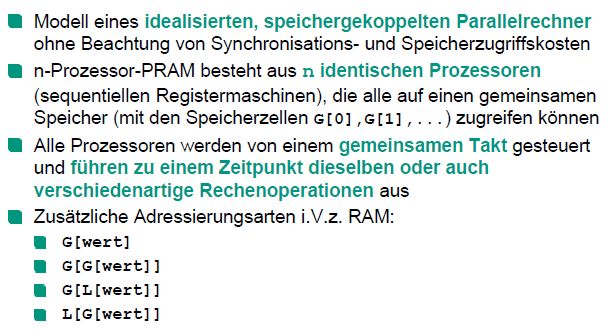 Modell eines idealisierten, speichergekoppelten Parallelrechner
ohne Beachtung von Synchronisations- und Speicherzugriffskosten
n-Prozessor-PRAM besteht aus n identischen Prozessoren
(sequentiellen Registermaschinen), die alle auf einen gemeinsamen
Speicher (mit den Speicherzellen G[0],G[1],...) zugreifen können
Alle Prozessoren werden von einem gemeinsamen Takt gesteuert
und führen zu einem Zeitpunkt dieselben oder auch
verschiedenartige Rechenoperationen aus
Zusätzliche Adressierungsarten i.V.z. RAM:
G[wert]
G[G[wert]]
G[L[wert]]
L[G[wert]]